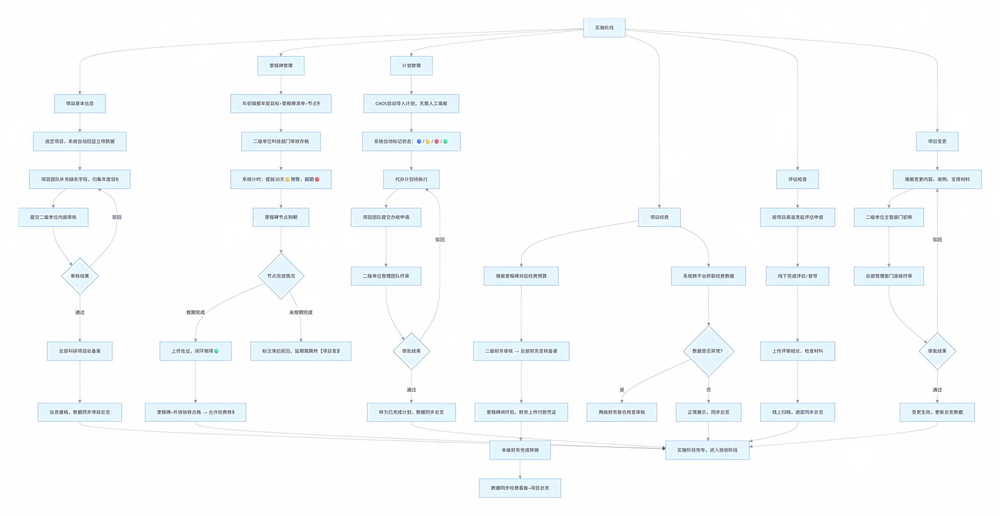 实施阶段
里程碑管理
计划管理
项目基本信息
年初填报年度目标+里程碑清单+节点预
CMOS自动导入计划，无需人工填报
选定项目，系统自动回显立项数据
二级单位科技部门审核存档
系统自动标记状态：🔵/🟡/🔴/🟢
项目变更
项目团队补充缺失字段，归集年度目标
系统计时：提前30天🟡预警，超期🔴
代办计划待执行
评估检查
填报变更内容、说明、支撑材料
提交二级单位内部审核
驳回
里程碑节点到期
项目团队提交办结申请
项目经费
按项目渠道发起评估申请
二级单位主管部门初审
驳回
驳回
审核结果
节点完成情况
二级单位管理团队终审
填报里程碑对应经费预算
系统跨平台抓取经费数据
线下完成评估/督导
总部管理部门逐级终审
通过
按期完成
未按期完成
总部科研项目处备案
上传佐证，闭环销项🟢
标注滞后原因，延期需跳转【项目变更
审批结果
二级财务审核 → 总部财务复核备案
数据是否异常?
上传评审结论、检查材料
审批结果
通过
是
否
通过
信息建档，数据同步项目总览
里程碑+外协验收合格 → 允许经费核销
转为已完成计划，数据同步总览
里程碑闭环后，财务上传付款凭证
两级财务联合核查审批
正常展示，同步总览
线上归档，进度同步总览
变更生效，更新总览数据
本级财务完成核销
实施阶段完毕，进入验收阶段
数据同步经费看板+项目总览